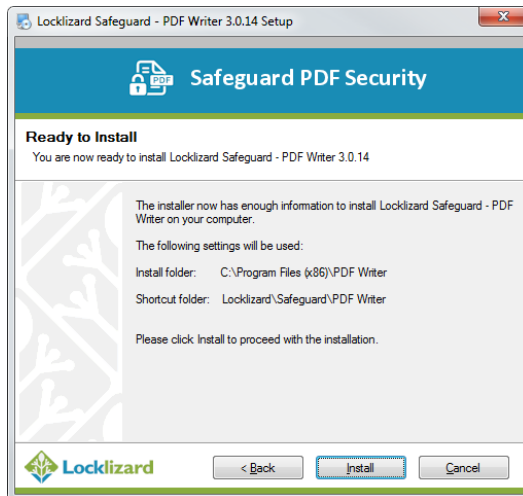 Locklizard Safeguard - PDF Writer 3.0.14 Setup
PDF
Safeguard PDF Security
Ready to Install
You are now ready to install Locklizard Safeguard - PDF Writer 3.0.14
The installer now has enough information to install Locklizard Safeguard - PDF
Writer on your computer.
The following settings will be used:
Install folder: C:\Program Files (x86)\PDF Writer
Shortcut folder: Locklizard\Safeguard\PDF Writer
Please click Install to proceed with the installation.
Locklizard
< Back
Install
Cancel